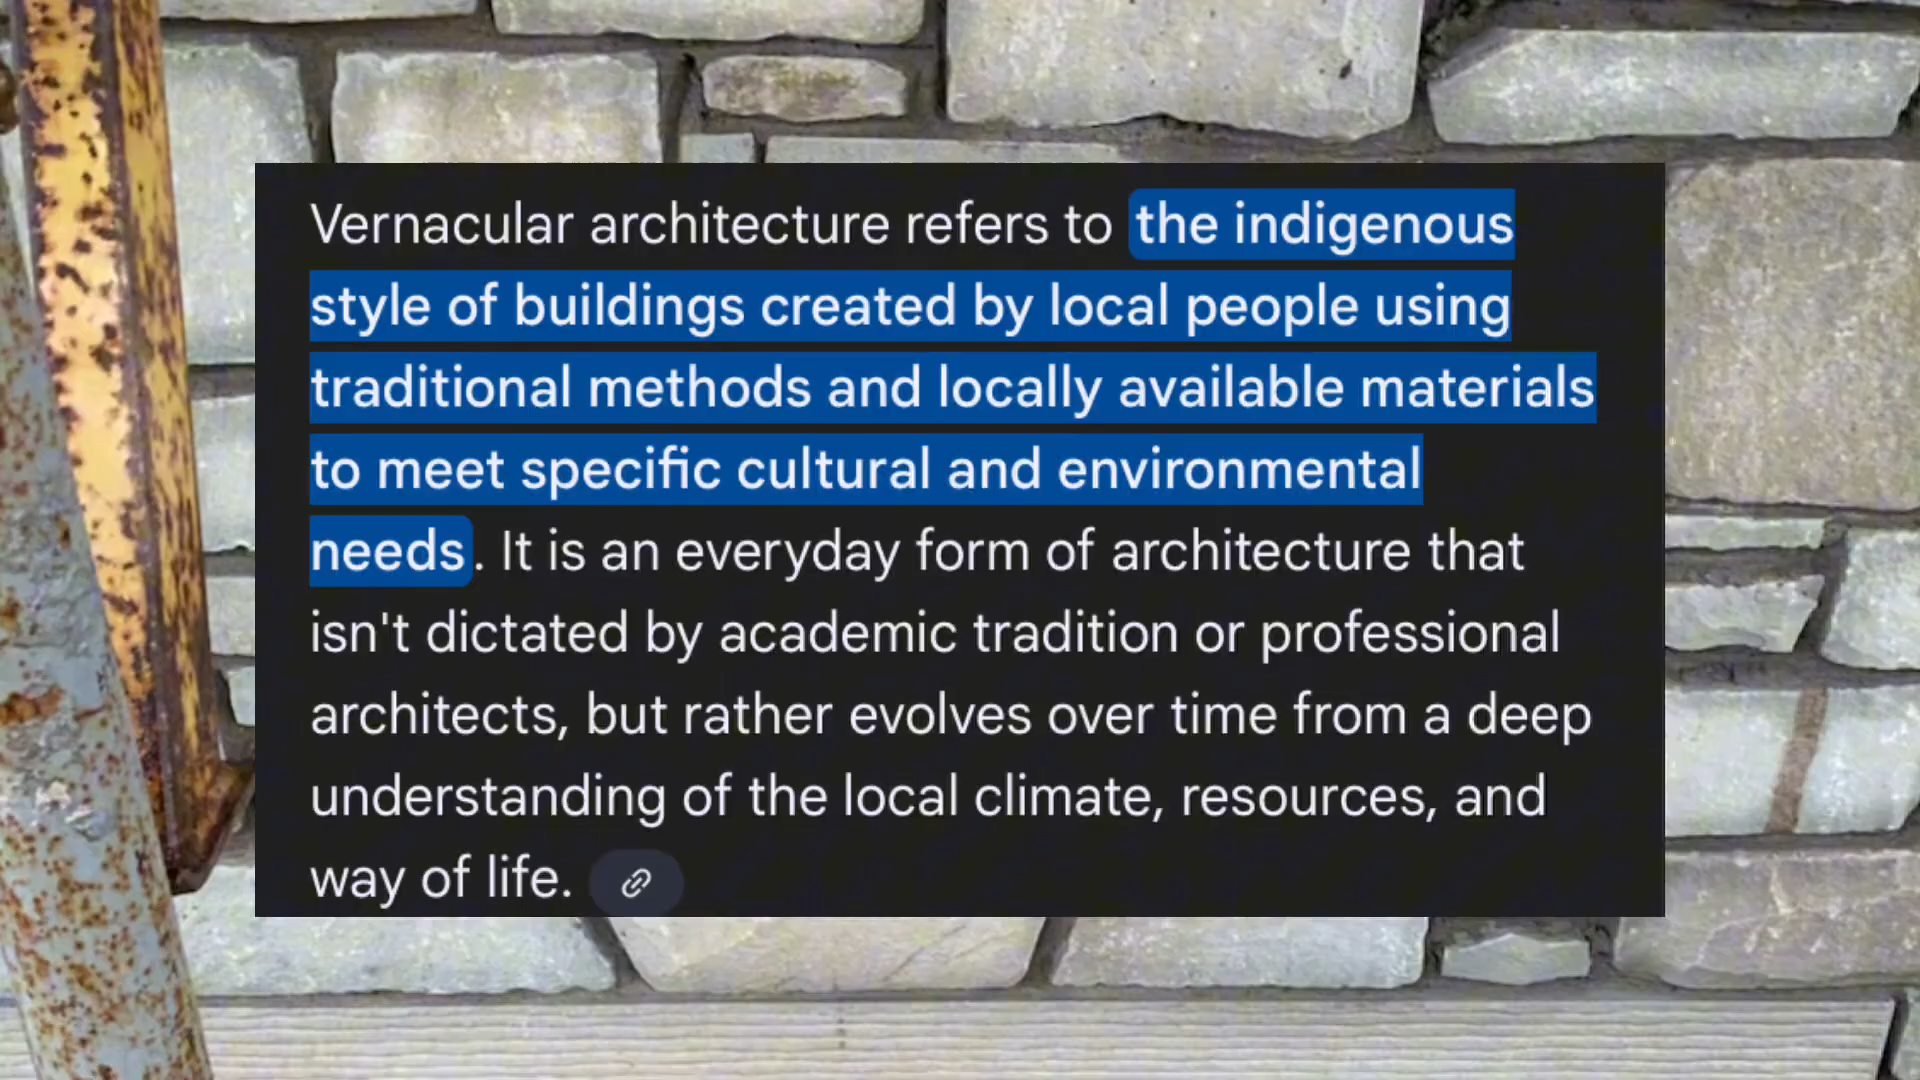 Vernacular architecture refers to the indigenous
style of buildings created by local people using
traditional methods and locally available materials
to meet specific cultural and environmental
needs. It is an everyday form of architecture that
isn't dictated by academic tradition or professional
architects, but rather evolves over time from a deep
understanding of the local climate, resources, and
way of life.